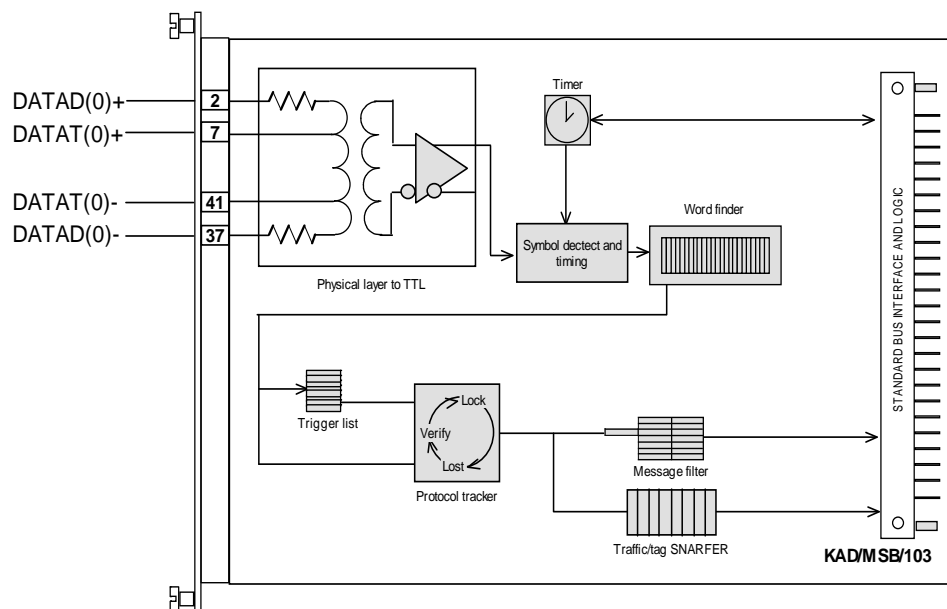 DATAD(0)+
DATAT(0)+
DATAT(0)-
DATAD(0)-
2
7
41
37
Physical layer to TTL
Timer
Symbol dectect and
timing
Word finder
Trigger list
Lock
Verify
Lost
Protocol tracker
Message filter
Traffic/tag SNARFER
STANDARD BUS INTERFACE AND LOGIC
KAD/MSB/103